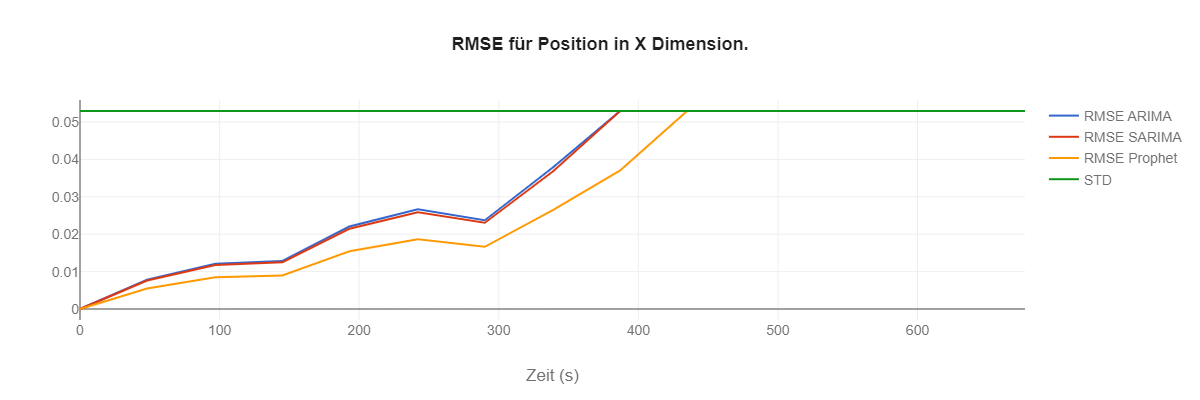 RMSE für Position in X Dimension.
0.05
0.04
0.03
0.02
0.01
0
0 100 200 300 400 500 600
Zeit (s)
RMSE ARIMA
RMSE SARIMA
RMSE Prophet
STD